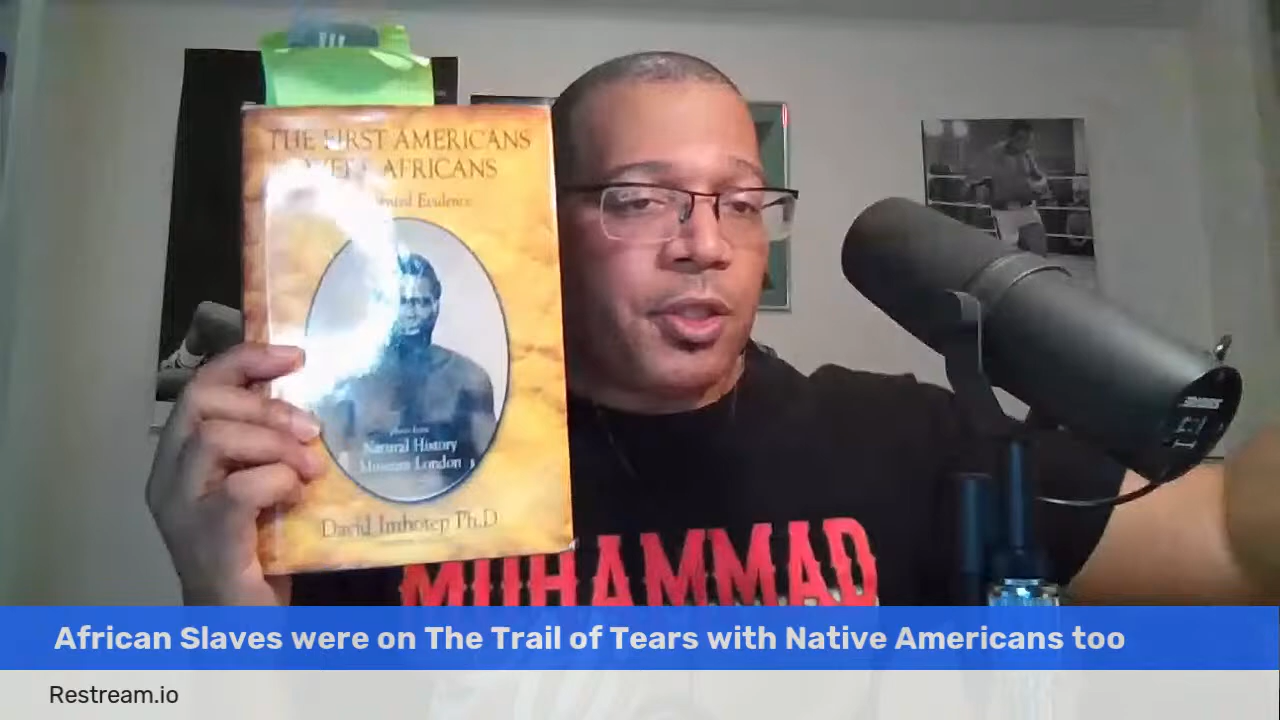 THE FIRST AMERICANS
AFRICANS
Evidence
Natural History
Museum London
David Imhotep Ph.D
MUHAMMAD
African Slaves were on The Trail of Tears with Native Americans too
Restream.io